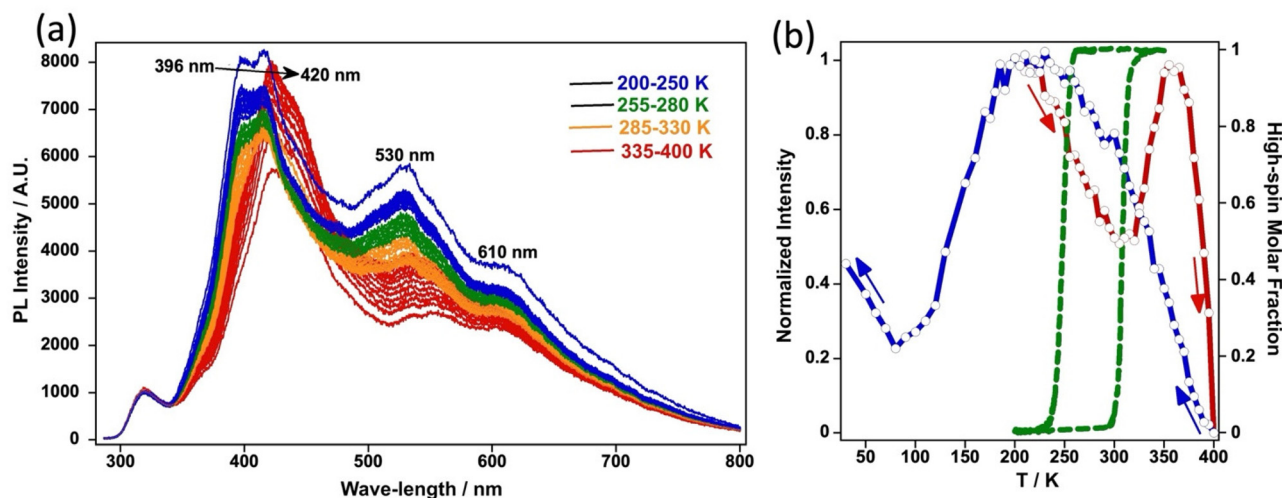 (a)
8000
7000
6000
5000
4000
3000
2000
1000
0
PL Intensity / A.U.
396 nm
420 nm
530 nm
610 nm
200-250 K
255-280 K
285-330 K
335-400 K
300
400
500
600
700
800
Wave-length / nm
(b)
1
0.8
0.6
0.4
0.2
0
Normalized Intensity
1
0.8
0.6
0.4
0.2
0
High-spin Molar Fraction
50
100
150
200
250
300
350
400
T / K